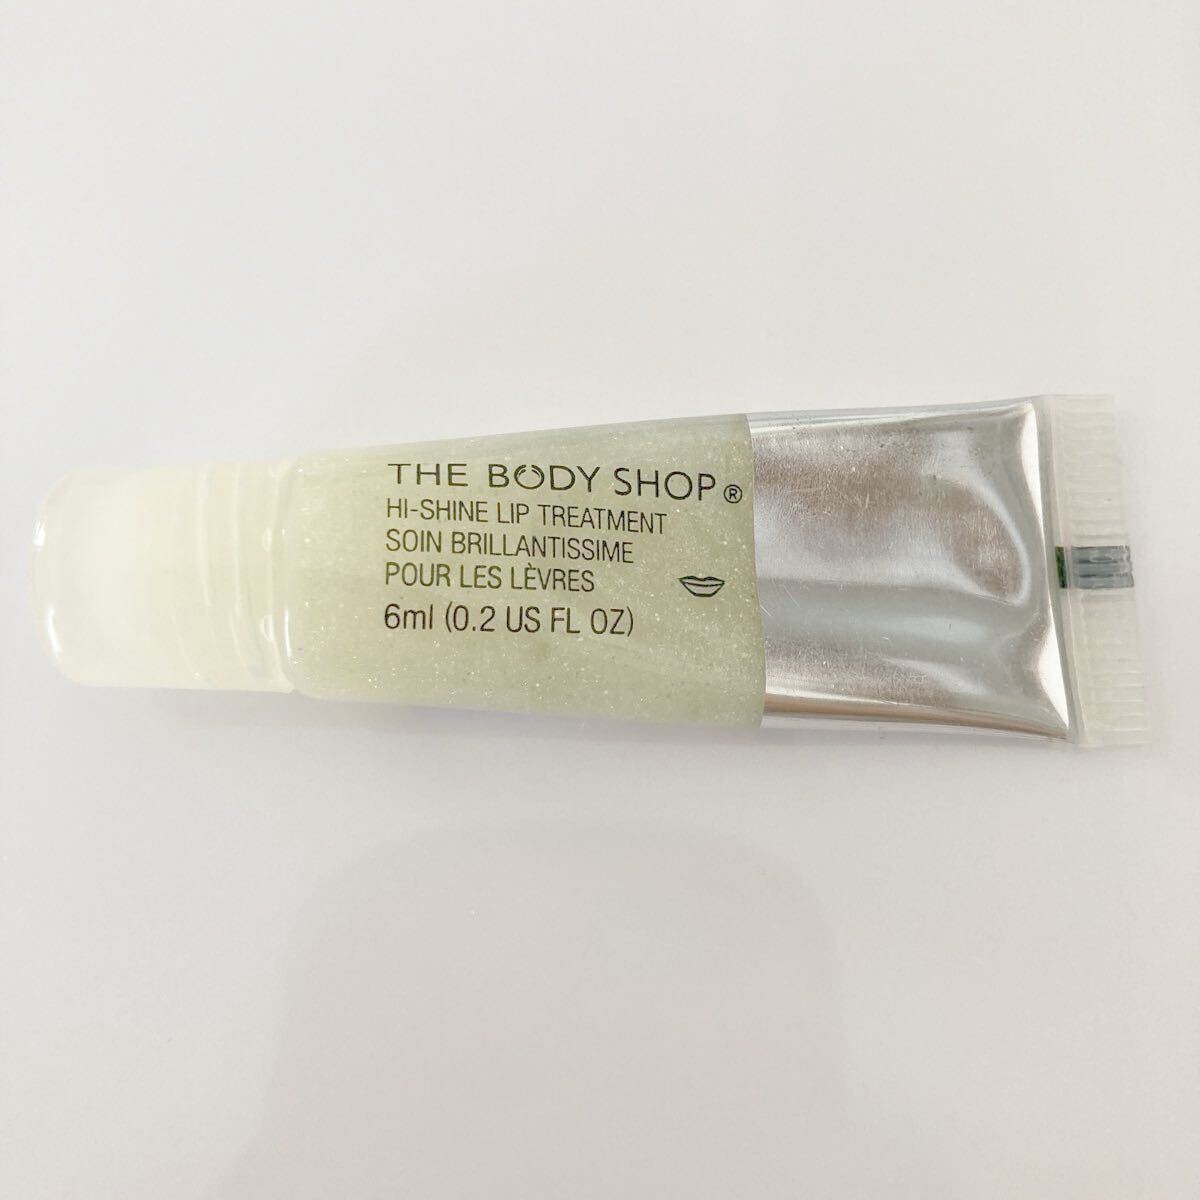 THE BODY SHOP®
HI-SHINE LIP TREATMENT
SOIN BRILLANTISSIME
POUR LES LÈVRES
6ml (0.2 US FL OZ)